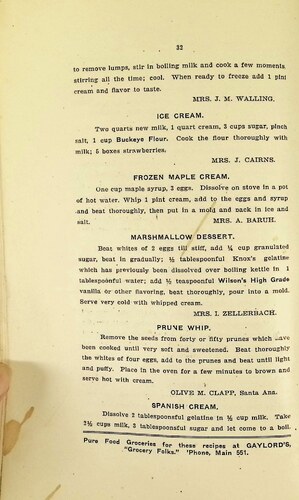 32
to remove lumps, stir in boiling milk and cook a few moments
stirring all the time; cool. When ready to freeze add 1 pint
cream and flavor to taste.
MRS. J. M. WALLING.
ICE CREAM.
Two quarts new milk, 1 quart cream, 3 cups sugar, pinch
salt, 1 cup Buckeye Flour. Cook the flour thoroughly with
milk; 5 boxes strawberries.
MRS. J. CAIRNS.
FROZEN MAPLE CREAM.
One cup maple syrup, 2 eggs. Dissolve on stove in a pot
of hot water. Whip 1 pint cream, add to the eggs and syrup
and beat thoroughly, then put in a mold and pack in ice and
salt. MRS. A. BARUH.
MARSHMALLOW DESSERT.
Beat whites of 2 eggs till stiff, add ¼ cup granulated
sugar, beat in gradually; ½ tablespoonful Knox's gelatine
which has previously been dissolved over boiling kettle in 1
tablespoonful water; add ½ teaspoonful Wilson's High Grade
vanilla or other flavoring, beat thoroughly, pour into a mold.
Serve very cold with whipped cream.
MRS. I. ZELLERBACH.
PRUNE WHIP.
Remove the seeds from forty or fifty prunes which have
been cooked until very soft and sweetened. Beat thoroughly
the whites of four eggs, add to the prunes and beat until light
and puffy. Place in the oven for a few minutes to brown and
serve hot with cream.
OLIVE M. CLAPP, Santa Ana.
SPANISH CREAM.
Dissolve 2 tablespoonsful gelatine in ½ cup milk. Take
2½ cups milk, 3 tablespoonsful sugar and let come to a boil.
Pure Food Groceries for these recipes at GAYLORD'S,
"Grocery Folks." 'Phone, Main 551.